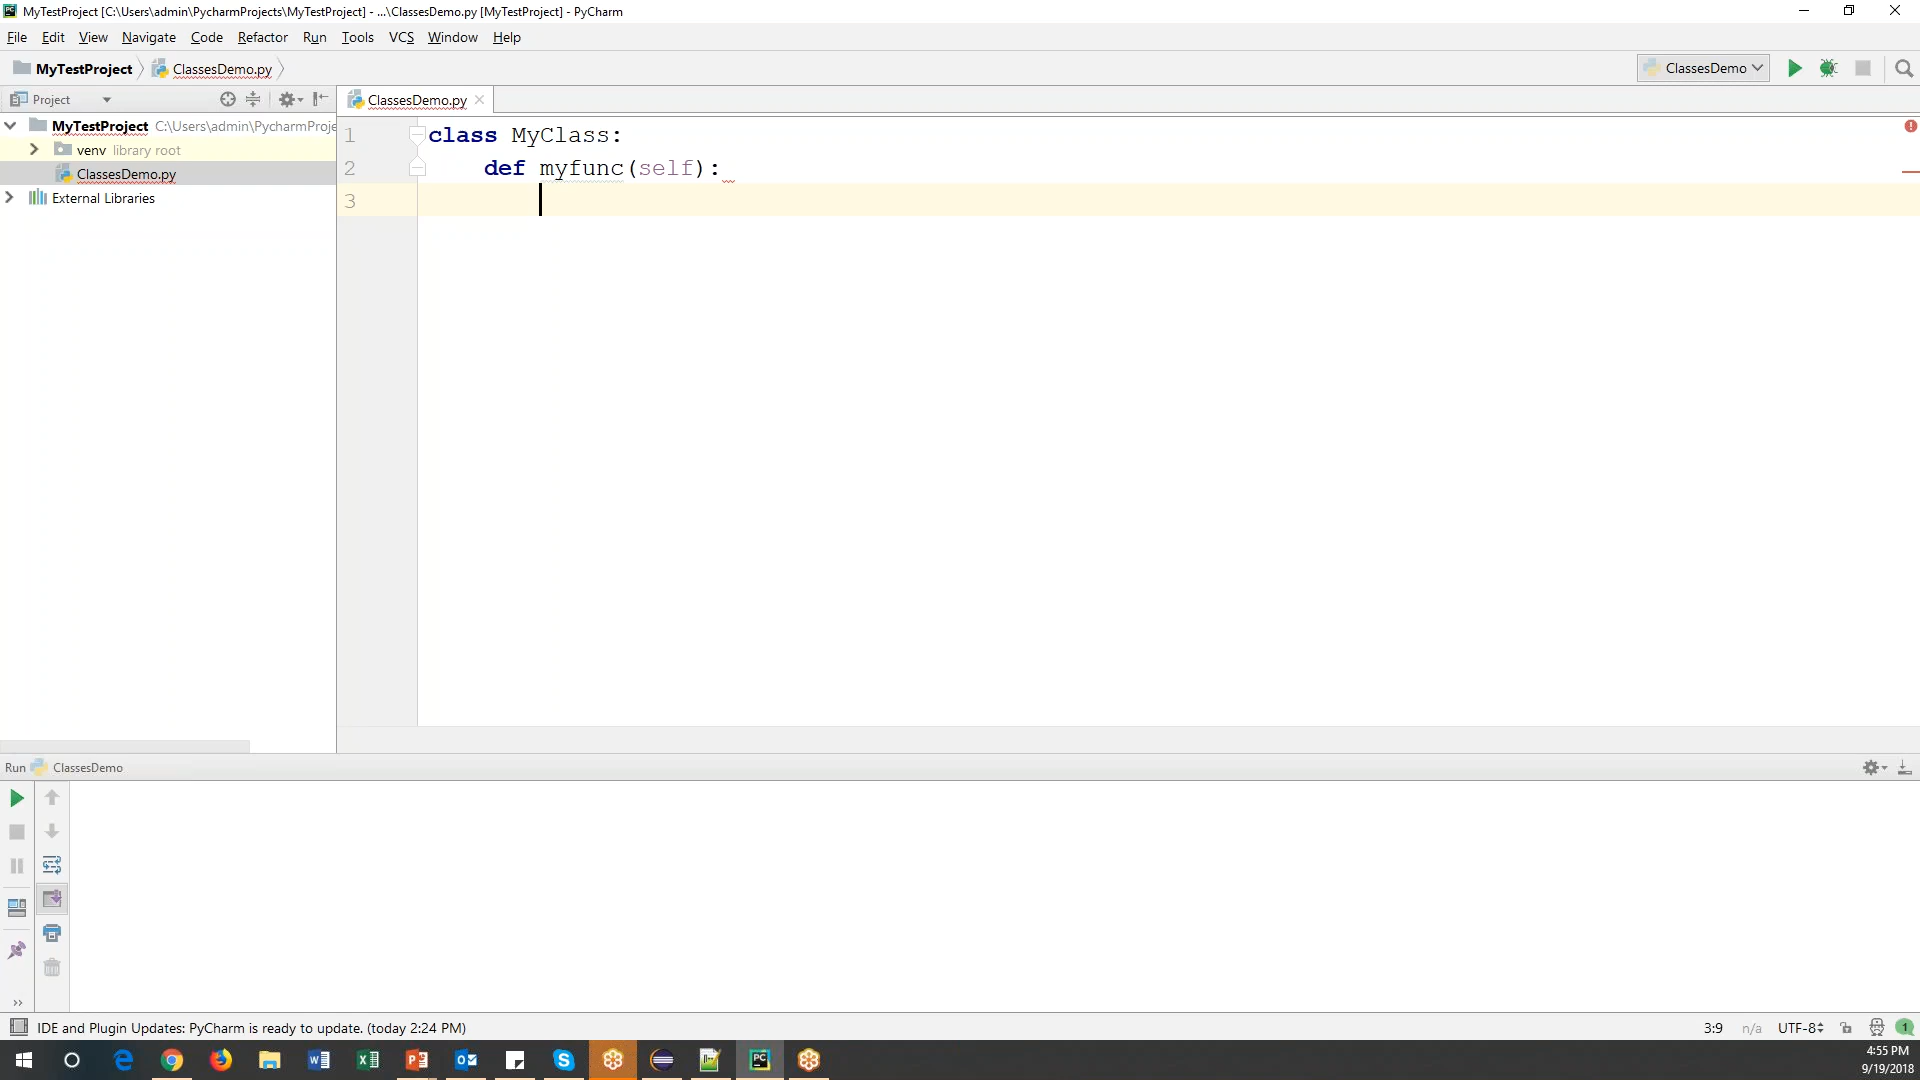 MyTestProject [C:\Users\admin\PycharmProjects\MyTestProject] - ...\ClassesDemo.py [MyTestProject] - PyCharm
File Edit View Navigate Code Refactor Run Tools VCS Window Help
MyTestProject ClassesDemo.py ClassesDemo
Project ClassesDemo.py
MyTestProject C:\Users\admin\PycharmProje
venv library root
ClassesDemo.py
External Libraries
1 class MyClass:
2 def myfunc(self):
3
Run ClassesDemo
IDE and Plugin Updates: PyCharm is ready to update. (today 2:24 PM) 3:9 n/a UTF-8 1
4:55 PM
9/19/2018